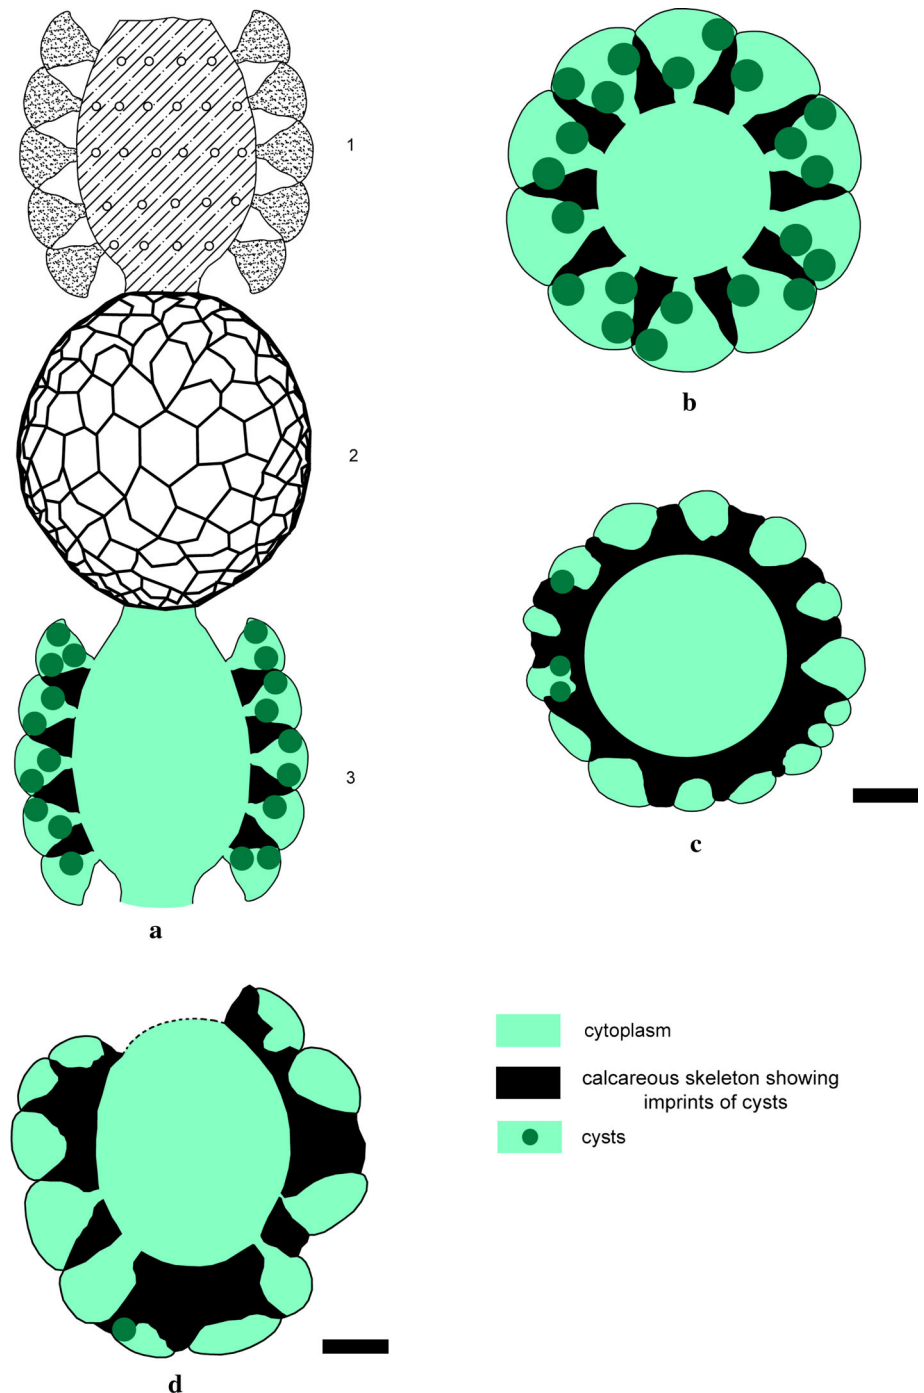 1
2
3
a
b
c
d
cytoplasm
calcareous skeleton showing
imprints of cysts
cysts